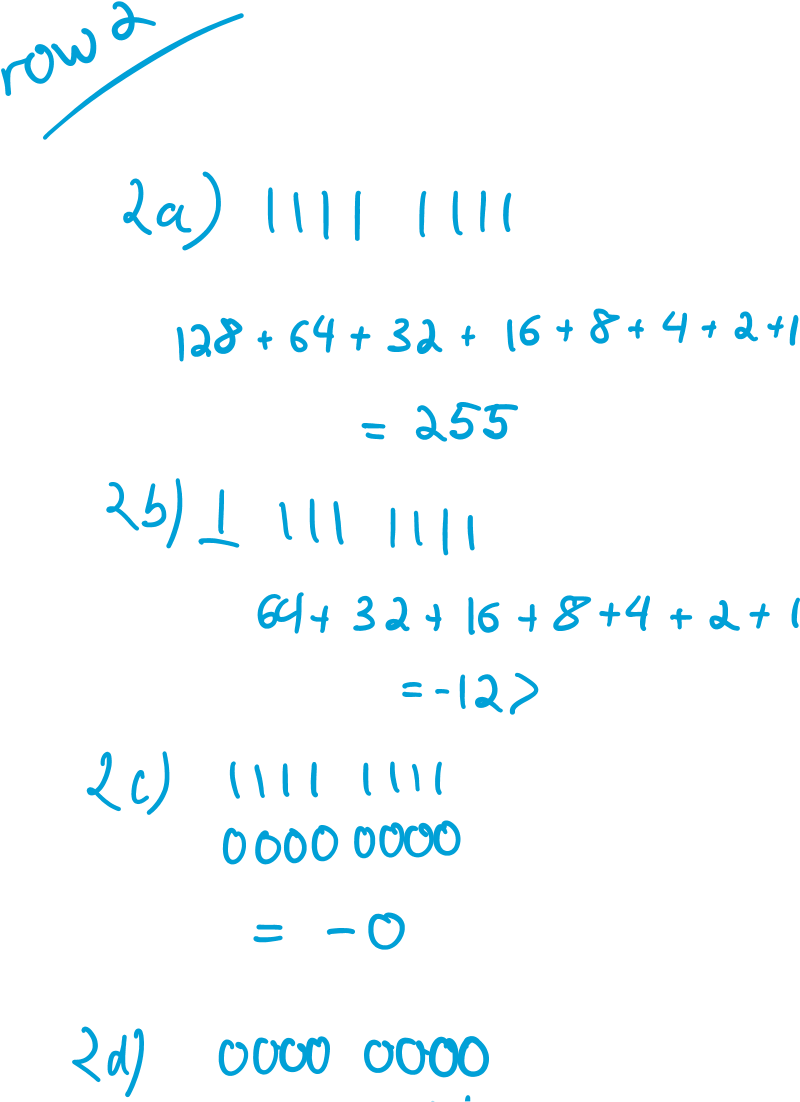 row 2
2a) 1111 1111
128 + 64 + 32 + 16 + 8 + 4 + 2 + 1
= 255
2b) 1 111 1111
64 + 32 + 16 + 8 + 4 + 2 + 1
= -127
2c) 1111 1111
0000 0000
= -0
2d) 0000 0000